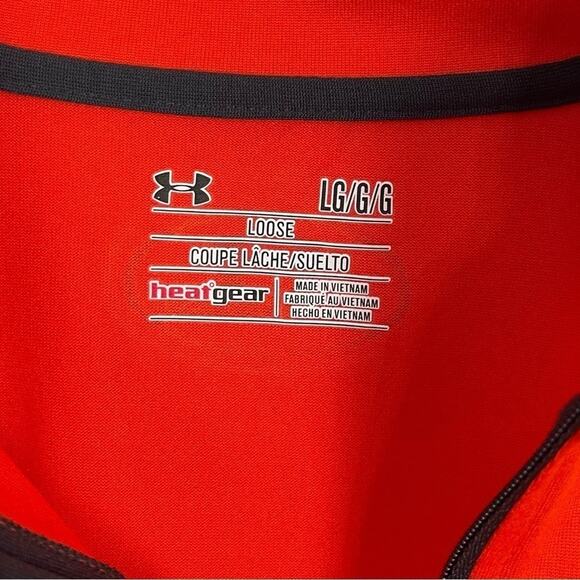 LG/G/G
LOOSE
COUPE LÂCHE/SUELTO
heatgear
MADE IN VIETNAM
FABRIQUÉ AU VIETNAM
HECHO EN VIETNAM